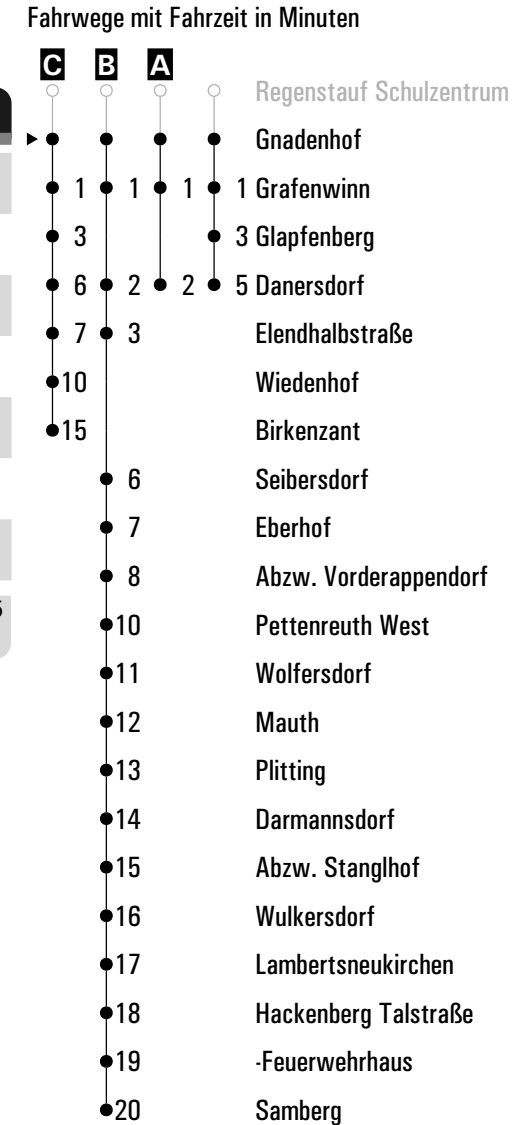 Fahrwege mit Fahrzeit in Minuten
C B A
Regenstauf Schulzentrum
Gnadenhof
1 1 1 1 Grafenwinn
3 3 Glapfenberg
6 2 2 5 Danersdorf
7 3 Elendhalbstraße
10 Wiedenhof
15 Birkenzant
6 Seibersdorf
7 Eberhof
8 Abzw. Vorderappendorf
10 Pettenreuth West
11 Wolfersdorf
12 Mauth
13 Plitting
14 Darmannsdorf
15 Abzw. Stanglhof
16 Wulkersdorf
17 Lambertsneukirchen
18 Hackenberg Talstraße
19 -Feuerwehrhaus
20 Samberg